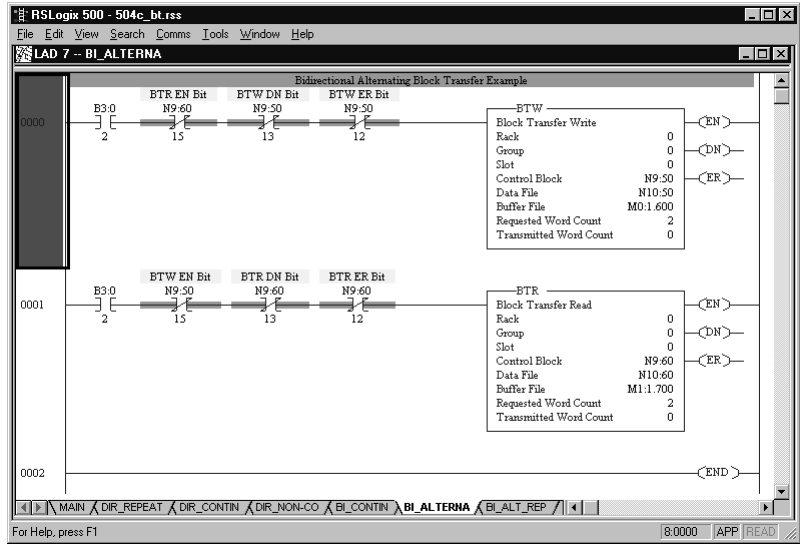 RSLogix 500 - 504c_bt.rss
File Edit View Search Comms Tools Window Help
LAD 7 -- BI_ALTERNA
Bidirectional Alternating Block Transfer Example
BTR EN Bit BTW DN Bit BTW ER Bit
B3:0 N9:60 N9:50 N9:50
0000
2 15 13 12
BTW
Block Transfer Write
Rack 0
Group 0
Slot 0
Control Block N9:50
Data File N10:50
Buffer File M0:1.600
Requested Word Count 2
Transmitted Word Count 0
EN
DN
ER
BTW EN Bit BTR DN Bit BTR ER Bit
B3:0 N9:50 N9:60 N9:60
0001
2 15 13 12
BTR
Block Transfer Read
Rack 0
Group 0
Slot 0
Control Block N9:60
Data File N10:60
Buffer File M1:1.700
Requested Word Count 2
Transmitted Word Count 0
EN
DN
ER
0002
END
MAIN DIR_REPEAT DIR_CONTIN DIR_NON-CO BI_CONTIN BI_ALTERNA BI_ALT_REP
For Help, press F1 8:0000 APP READ